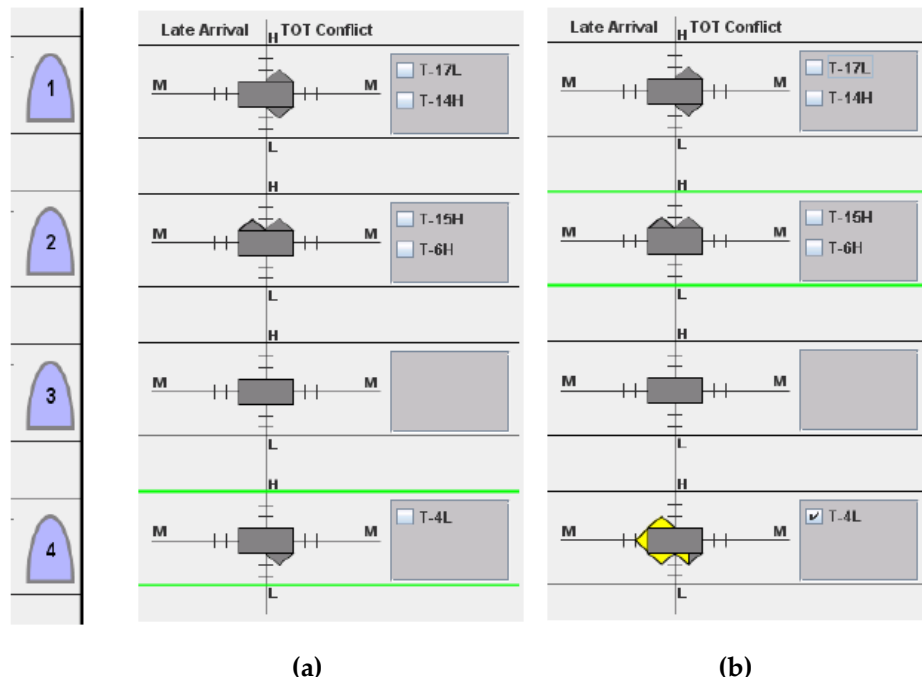 Late Arrival H TOT Conflict
T-17L
1 M M T-14H
L
H
T-15H
2 M M T-6H
L
H
3 M M
L
H
T-4L
4 M M
L
Late Arrival H TOT Conflict
T-17L
M M T-14H
L
H
T-15H
M M T-6H
L
H
M M
L
H
M M T-4L
L
(a) (b)